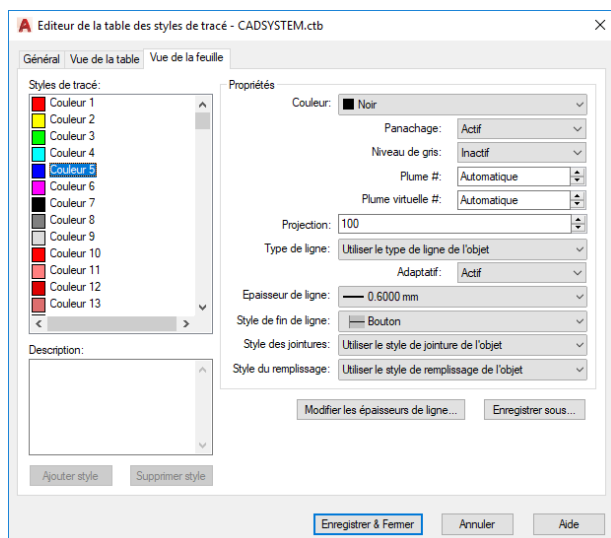 Editeur de la table des styles de tracé - CADSYSTEM.ctb
Général Vue de la table Vue de la feuille
Styles de tracé:
Couleur 1
Couleur 2
Couleur 3
Couleur 4
Couleur 5
Couleur 6
Couleur 7
Couleur 8
Couleur 9
Couleur 10
Couleur 11
Couleur 12
Couleur 13
Description:
Ajouter style Supprimer style
Propriétés
Couleur: Noir
Panachage: Actif
Niveau de gris: Inactif
Plume #: Automatique
Plume virtuelle #: Automatique
Projection: 100
Type de ligne: Utiliser le type de ligne de l'objet
Adaptatif: Actif
Epaisseur de ligne: 0.6000 mm
Style de fin de ligne: Bouton
Style des jointures: Utiliser le style de jointure de l'objet
Style du remplissage: Utiliser le style de remplissage de l'objet
Modifier les épaisseurs de ligne... Enregistrer sous...
Enregistrer & Fermer Annuler Aide